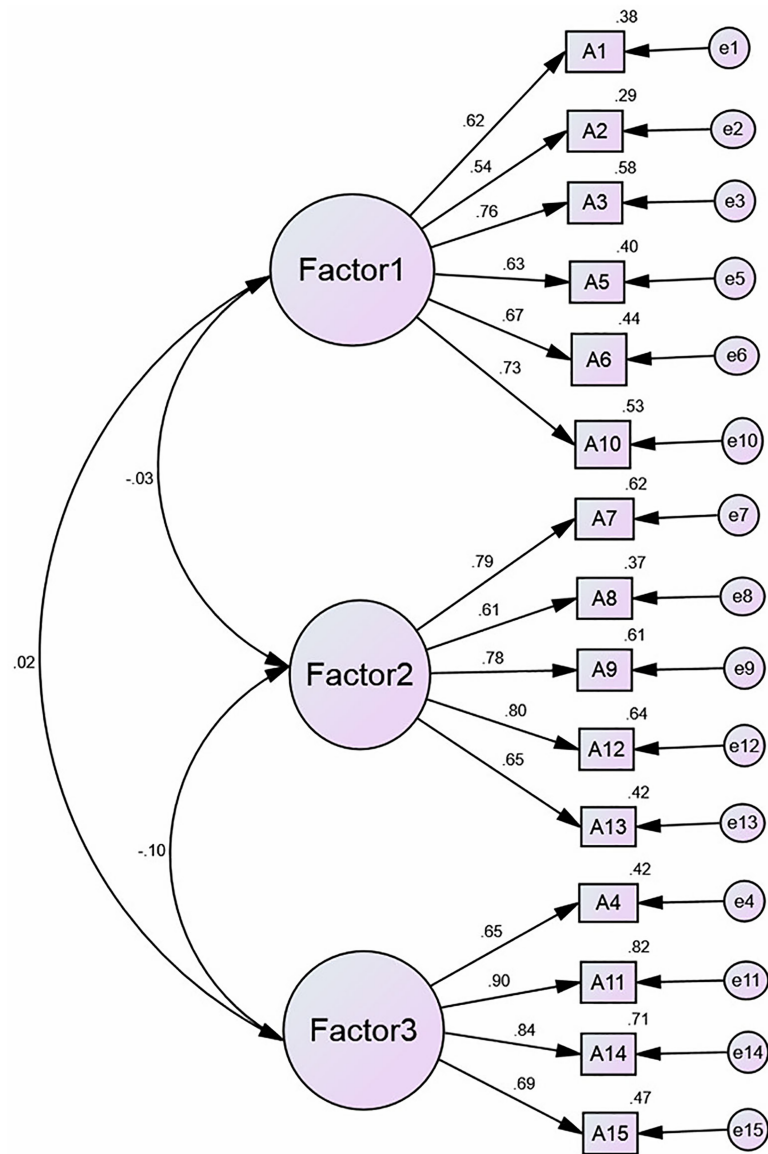 .38
A1
e1
.62
.29
A2
e2
.54
.58
A3
e3
.76
Factor1
.63
.40
A5
e5
.67
.44
A6
e6
.73
.53
A10
e10
-.03
.62
A7
e7
.79
.37
A8
e8
.61
.61
A9
e9
.78
Factor2
.02
.80
.64
A12
e12
.65
.42
A13
e13
-.10
.42
A4
e4
.65
.82
A11
e11
.90
Factor3
.84
.71
A14
e14
.69
.47
A15
e15